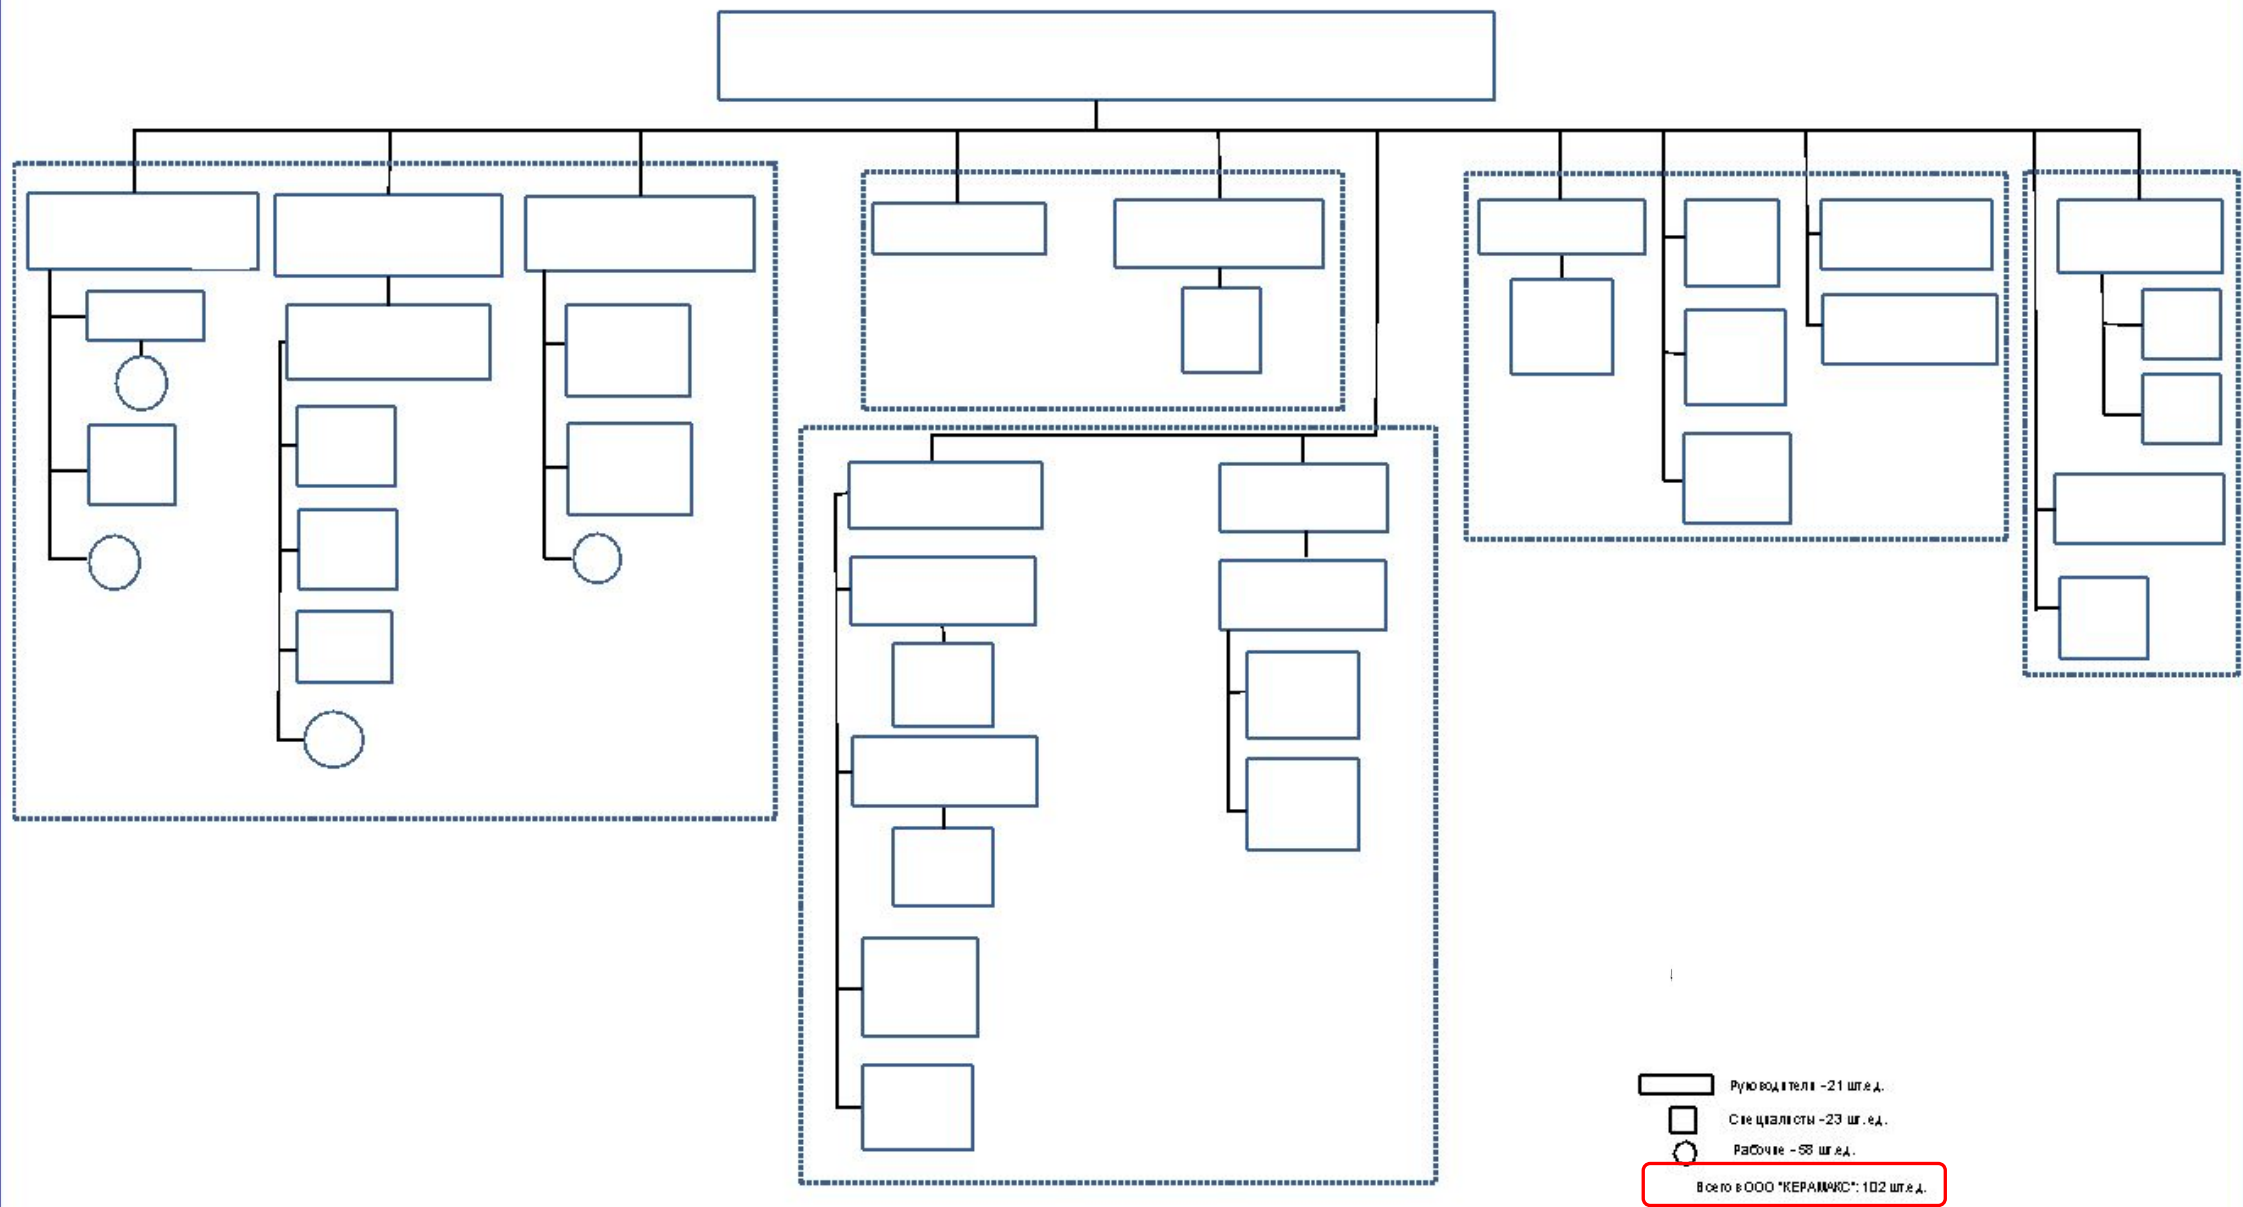 Руководители - 21 шт.ед.
Специалисты - 23 шт.ед.
Рабочие - 58 шт.ед.
Всего в ООО "КЕРАМАКС": 102 шт.ед.